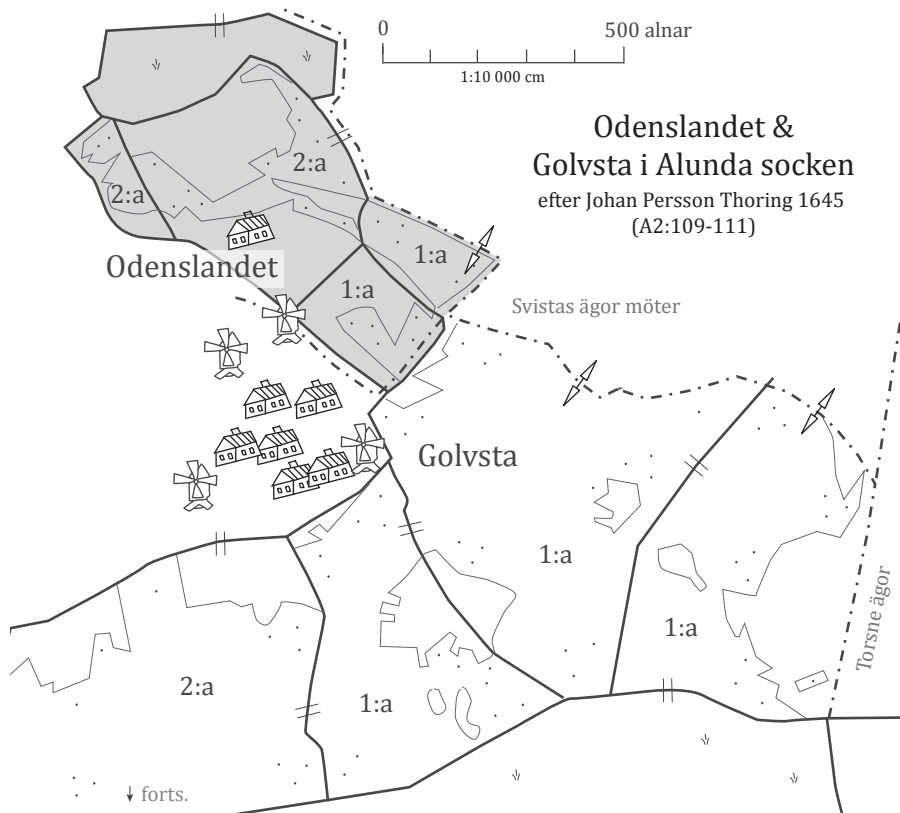 0
500 alnar
1:10 000 cm
Odenslandet &
Golvsta i Alunda socken
efter Johan Persson Thoring 1645
(A2:109-111)
2:a
2:a
1:a
Odenslandet
1:a
Svistas ägor möter
Golvsta
1:a
1:a
Torsne ägor
2:a
1:a
forts.